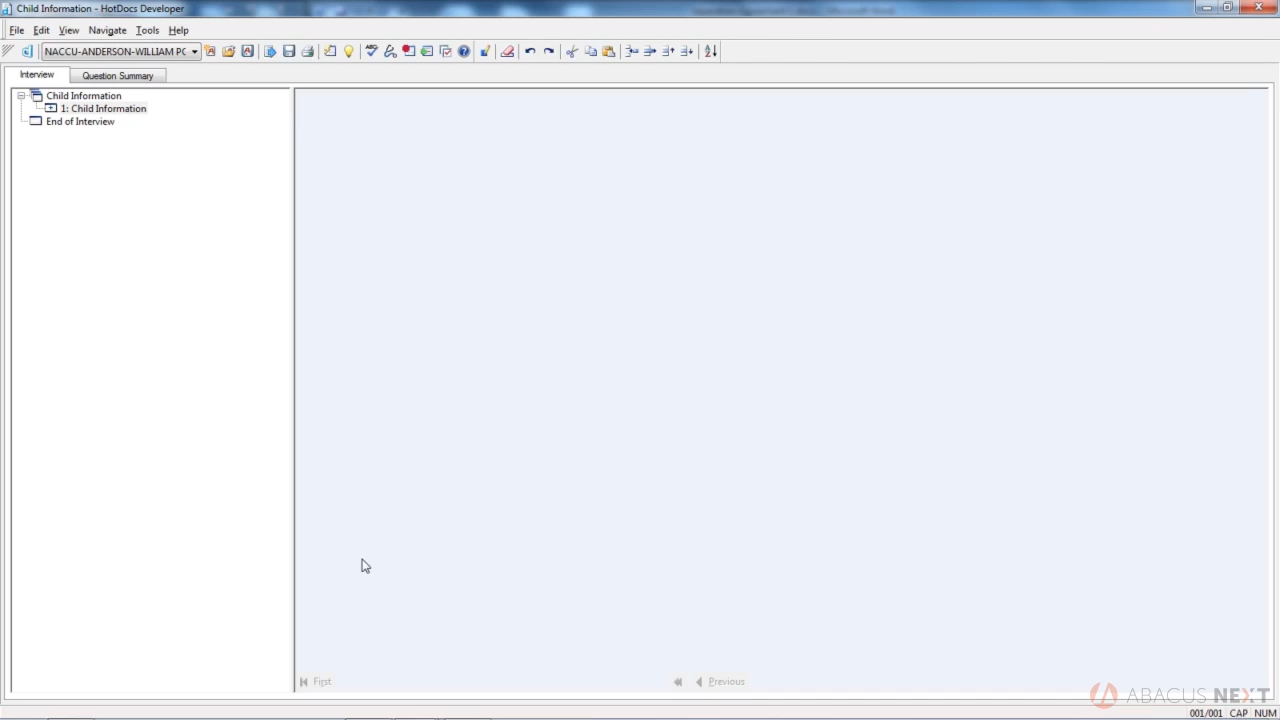 Child Information - HotDocs Developer
File Edit View Navigate Tools Help
NACCU-ANDERSON-WILLIAM PC
Interview Question Summary
Child Information
1: Child Information
End of Interview
First Previous
ABACUS NEXT
001/001 CAP NUM